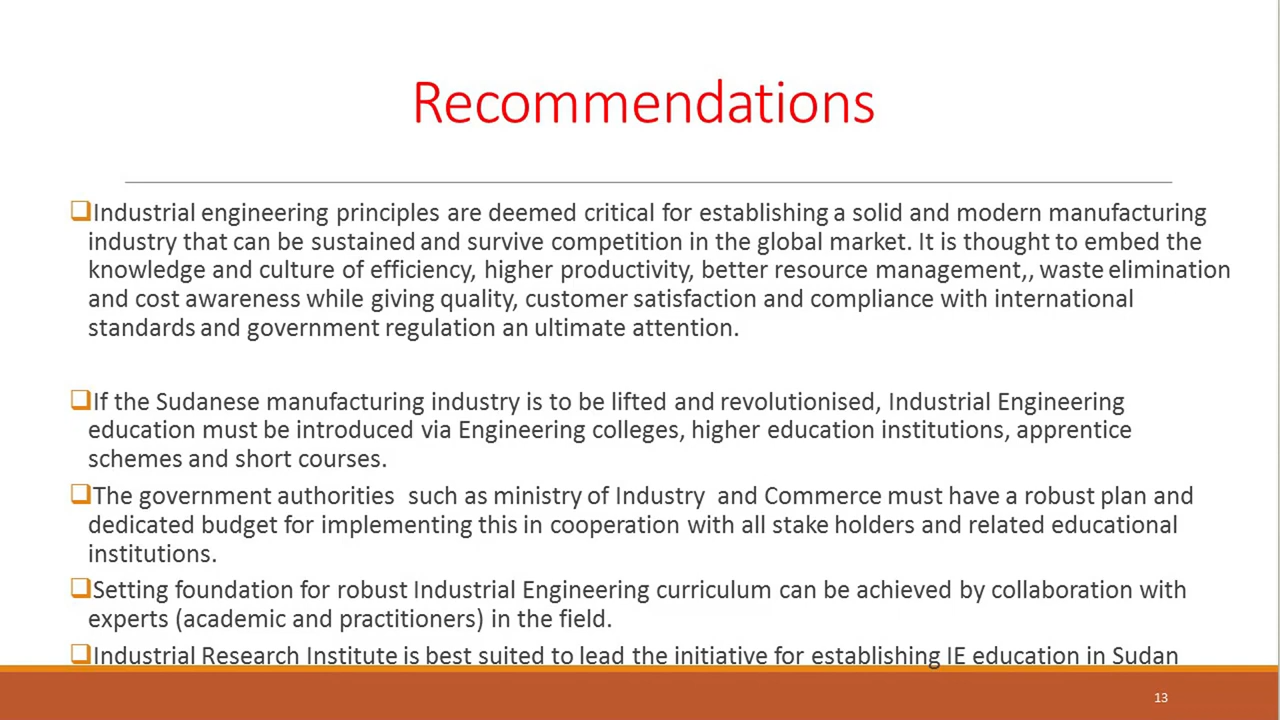 Recommendations
Industrial engineering principles are deemed critical for establishing a solid and modern manufacturing
industry that can be sustained and survive competition in the global market. It is thought to embed the
knowledge and culture of efficiency, higher productivity, better resource management,, waste elimination
and cost awareness while giving quality, customer satisfaction and compliance with international
standards and government regulation an ultimate attention.
If the Sudanese manufacturing industry is to be lifted and revolutionised, Industrial Engineering
education must be introduced via Engineering colleges, higher education institutions, apprentice
schemes and short courses.
The government authorities  such as ministry of Industry  and Commerce must have a robust plan and
dedicated budget for implementing this in cooperation with all stake holders and related educational
institutions.
Setting foundation for robust Industrial Engineering curriculum can be achieved by collaboration with
experts (academic and practitioners) in the field.
Industrial Research Institute is best suited to lead the initiative for establishing IE education in Sudan
13